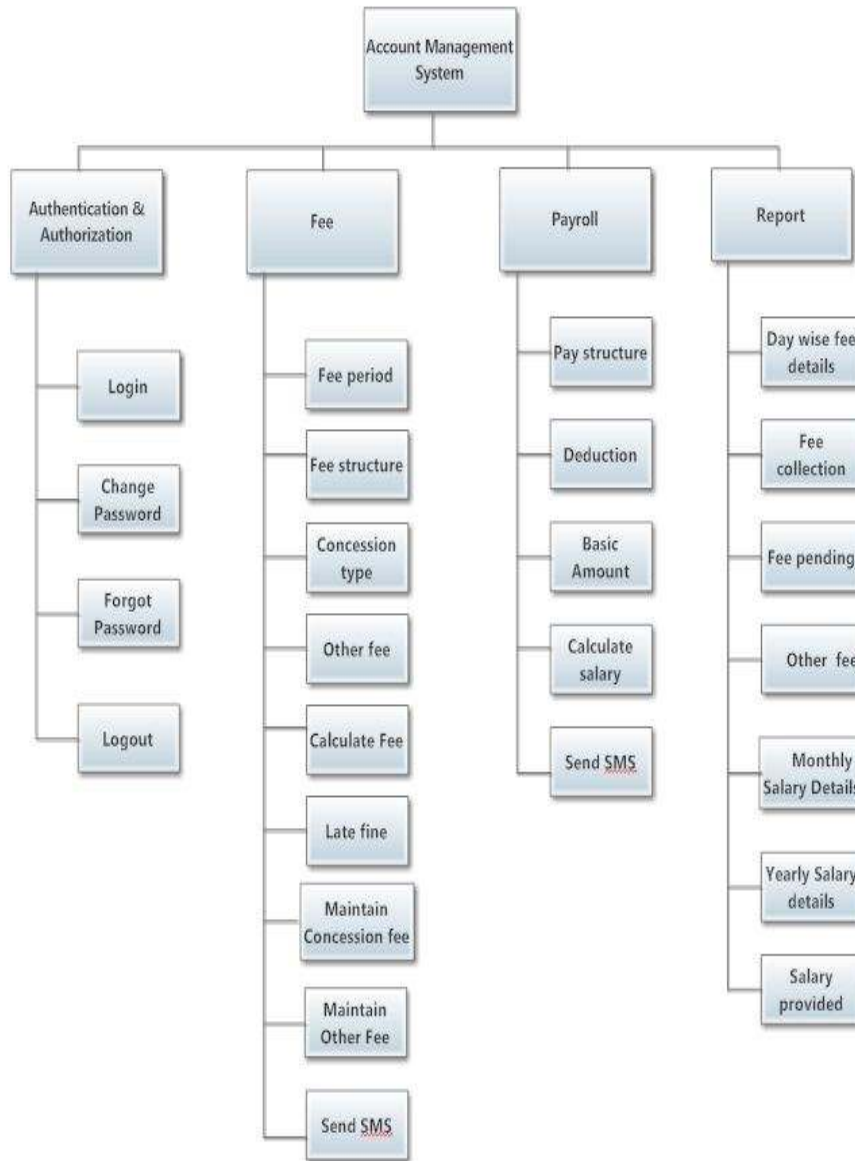 Account Management
System
Authentication &
Authorization
Fee
Payroll
Report
Login
Change
Password
Forgot
Password
Logout
Fee period
Fee structure
Concession
type
Other fee
Calculate Fee
Late fine
Maintain
Concession fee
Maintain
Other Fee
Send SMS
Pay structure
Deduction
Basic
Amount
Calculate
salary
Send SMS
Day wise fee
details
Fee
collection
Fee pending
Other fee
Monthly
Salary Details
Yearly Salary
details
Salary
provided